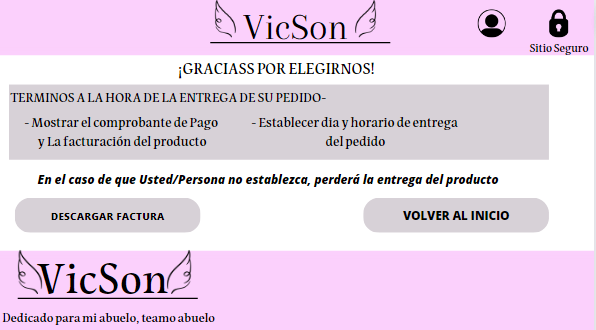 VicSon
Sitio Seguro
¡GRACIASS POR ELEGIRNOS!
TERMINOS A LA HORA DE LA ENTREGA DE SU PEDIDO-
- Mostrar el comprobante de Pago
y La facturación del producto
- Establecer dia y horario de entrega
del pedido
En el caso de que Usted/Persona no establezca, perderá la entrega del producto
DESCARGAR FACTURA
VOLVER AL INICIO
VicSon
Dedicado para mi abuelo, teamo abuelo